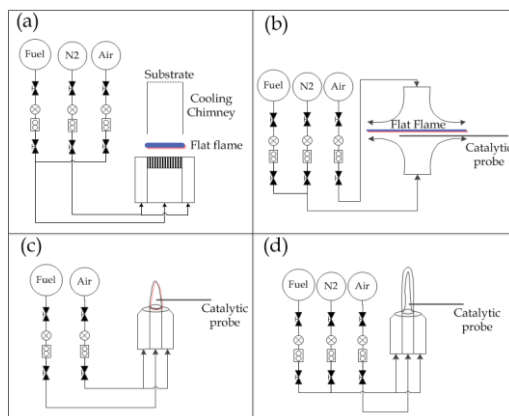 (a)
Fuel
N2
Air
Substrate
Cooling
Chimney
Flat flame
(b)
Fuel
N2
Air
Flat Flame
Catalytic
probe
(c)
Fuel
Air
Catalytic
probe
(d)
Fuel
N2
Air
Catalytic
probe